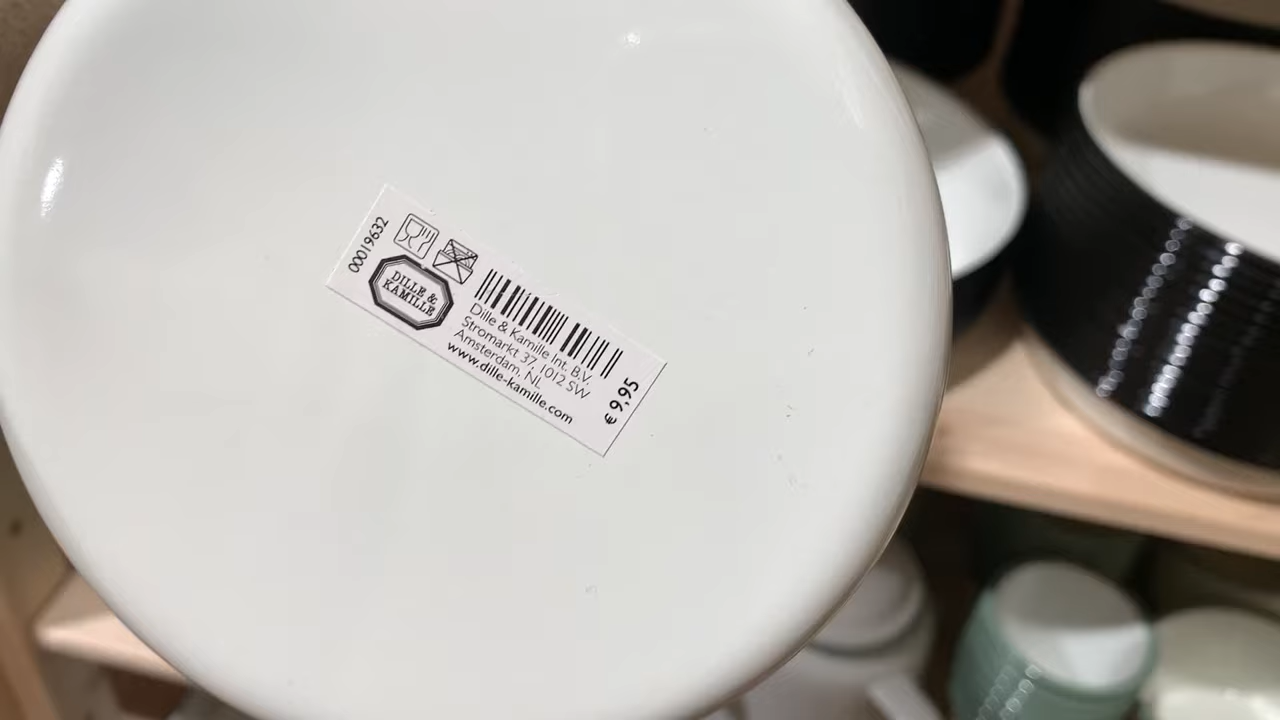 00019632
DILLE &
KAMILLE
Dille & Kamille Int. B.V.
Stromarkt 37, 1012 SW
Amsterdam, NL
www.dille-kamille.com
€ 9,95